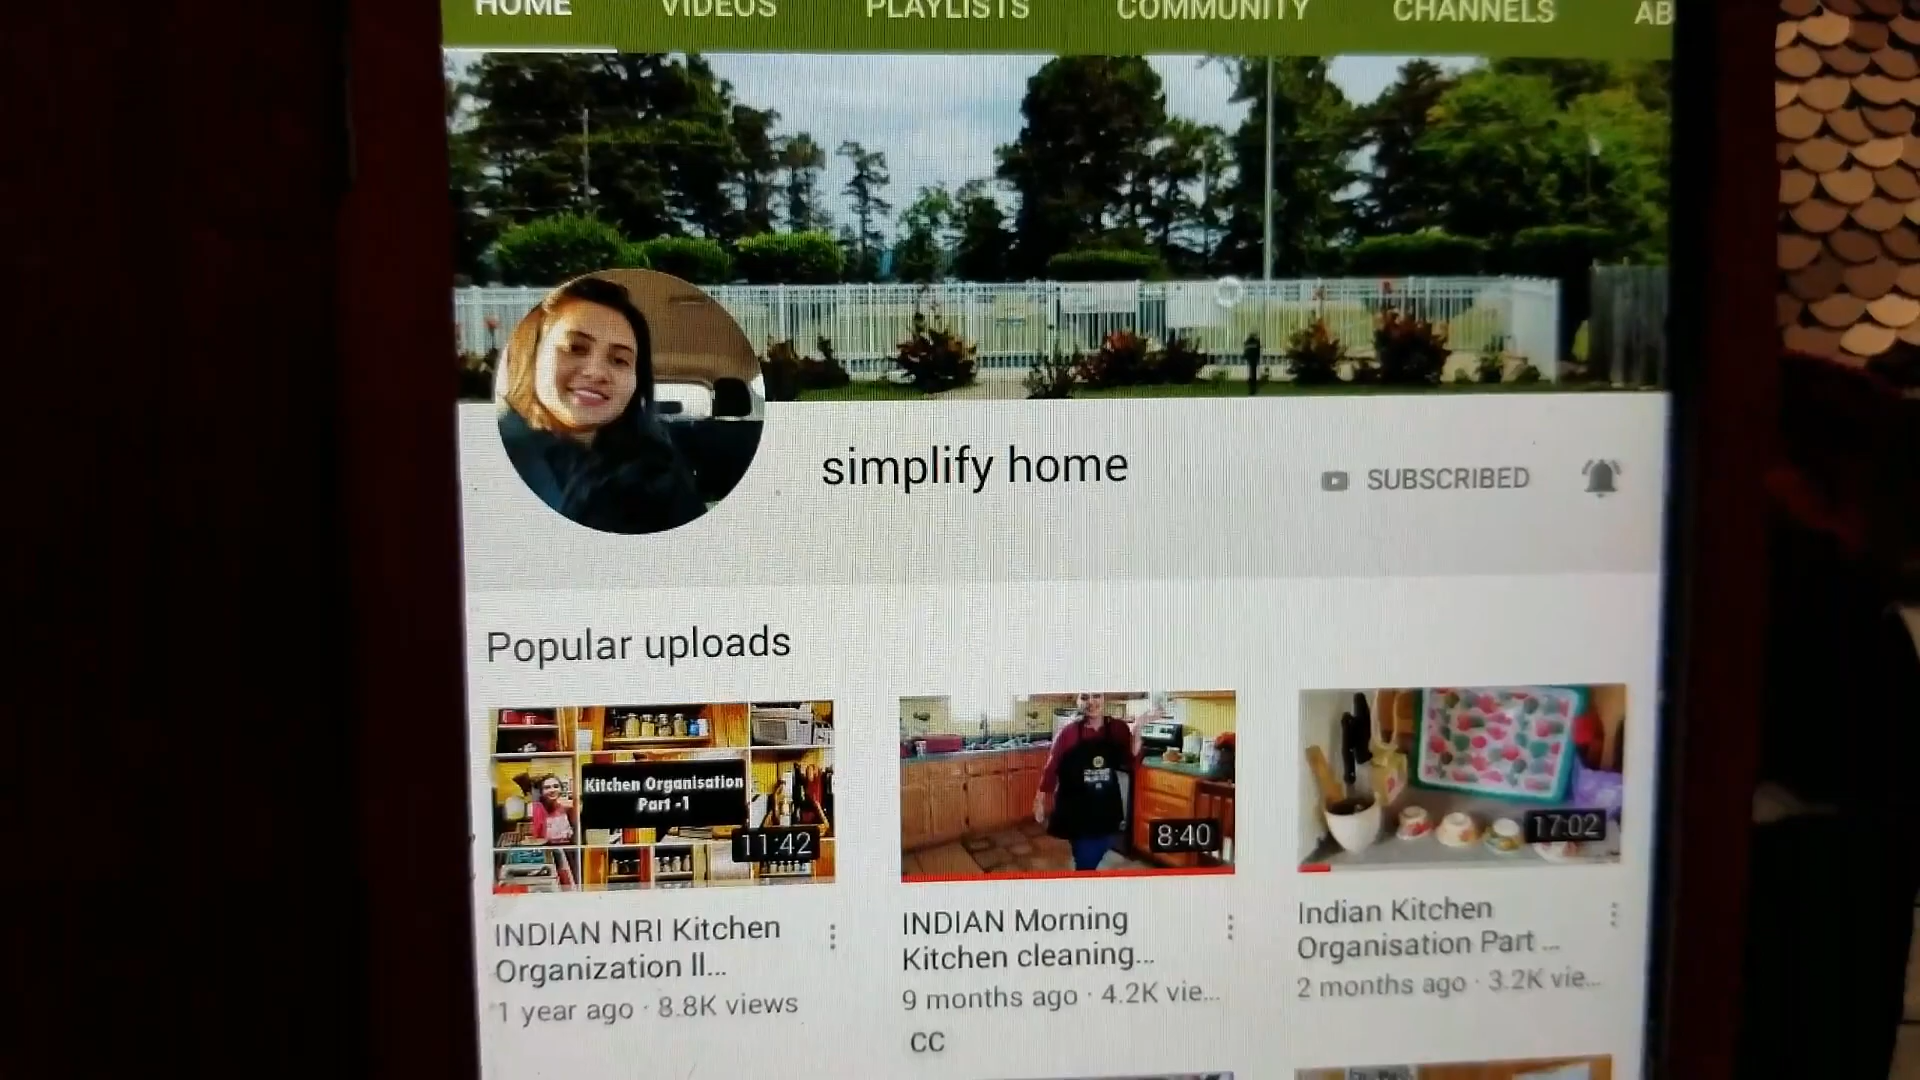 HOME VIDEOS PLAYLISTS COMMUNITY CHANNELS AB
simplify home
SUBSCRIBED
Popular uploads
Kitchen Organisation
Part -1
11:42
8:40
17:02
INDIAN NRI Kitchen
Organization ll...
1 year ago · 8.8K views
INDIAN Morning
Kitchen cleaning...
9 months ago · 4.2K vie...
CC
Indian Kitchen
Organisation Part ...
2 months ago · 3.2K vie...